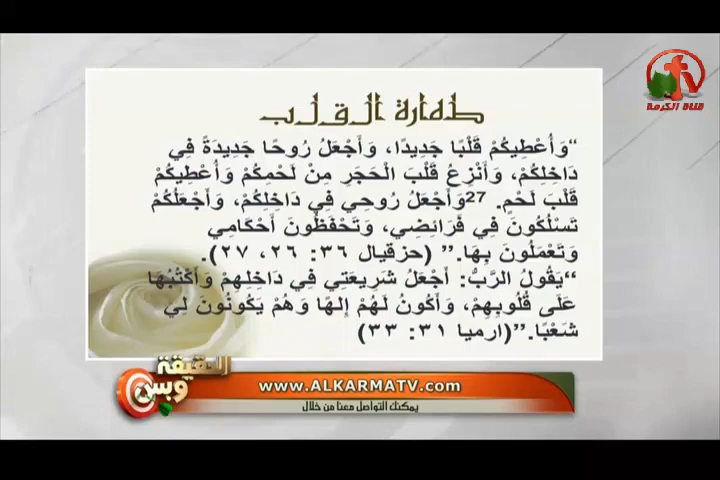 قناة الكرمة
طهارة القلب
“وَأُعْطِيكُمْ قَلْبًا جَدِيدًا، وَأَجْعَلُ رُوحًا جَدِيدَةً فِي
دَاخِلِكُمْ، وَأَنْزِعُ قَلْبَ الْحَجَرِ مِنْ لَحْمِكُمْ وَأُعْطِيكُمْ
قَلْبَ لَحْمٍ. 27وَأَجْعَلُ رُوحِي فِي دَاخِلِكُمْ، وَأَجْعَلُكُمْ
تَسْلُكُونَ فِي فَرَائِضِي، وَتَحْفَظُونَ أَحْكَامِي
وَتَعْمَلُونَ بِهَا.” (حزقيال ٣٦: ٢٦، ٢٧).
“يَقُولُ الرَّبُّ: أَجْعَلُ شَرِيعَتِي فِي دَاخِلِهِمْ وَأَكْتُبُهَا
عَلَى قُلُوبِهِمْ، وَأَكُونُ لَهُمْ إِلهًا وَهُمْ يَكُونُونَ لِي
شَعْبًا.”(ارميا ٣١: ٣٣)
الحقيقة
وبس
www.ALKARMATV.com
يمكنك التواصل معنا من خلال